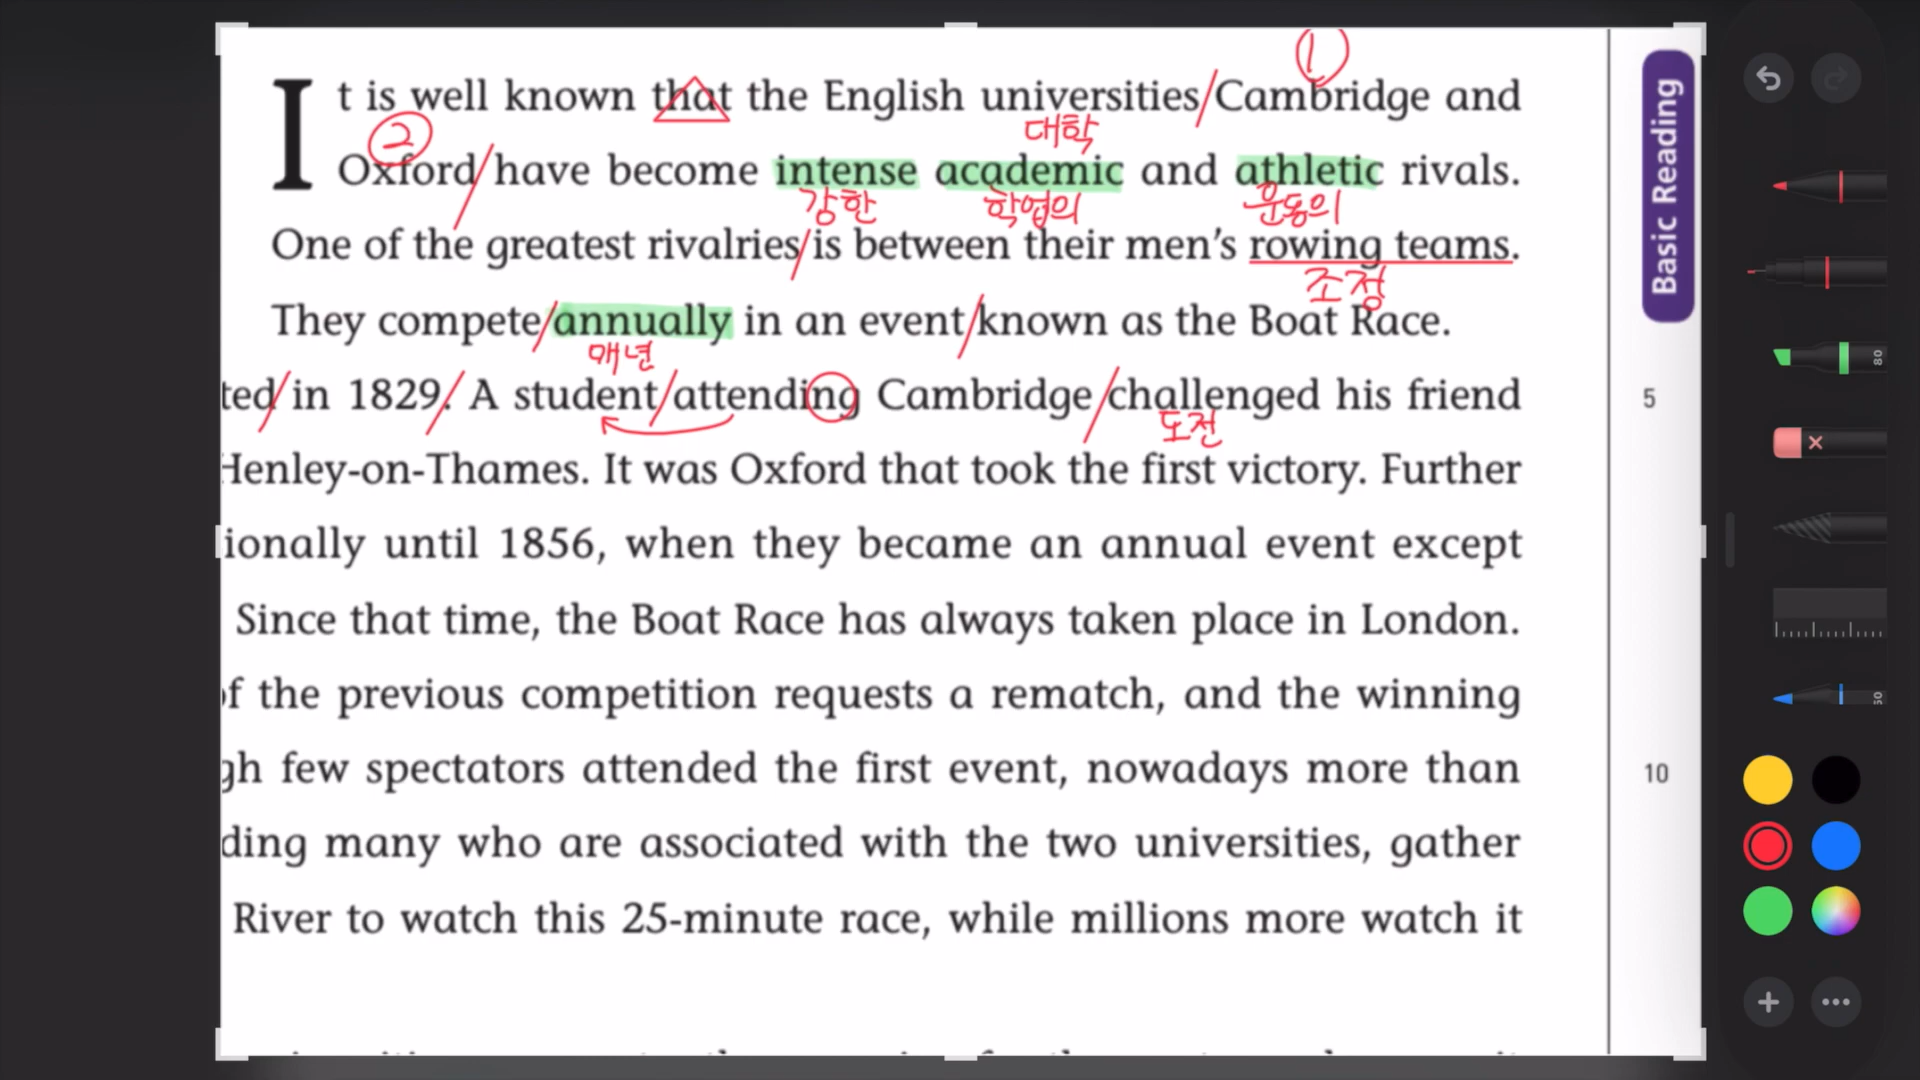 ①
It is well known that the English universities/Cambridge and
② 대학
Oxford/have become intense academic and athletic rivals.
강한 학업의 운동의
One of the greatest rivalries/is between their men's rowing teams.
조정
They compete/annually in an event/known as the Boat Race.
매년
ted/in 1829/. A student/attending Cambridge/challenged his friend
도전
Henley-on-Thames. It was Oxford that took the first victory. Further
ionally until 1856, when they became an annual event except
Since that time, the Boat Race has always taken place in London.
of the previous competition requests a rematch, and the winning
gh few spectators attended the first event, nowadays more than
ding many who are associated with the two universities, gather
River to watch this 25-minute race, while millions more watch it
Basic Reading
5
10
80
50